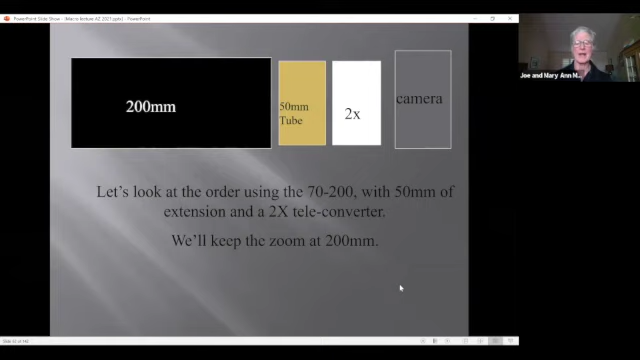 PowerPoint Slide Show - [Macro lecture AZ 2021.pptx] - PowerPoint
200mm
50mm
Tube
2x
camera
Let's look at the order using the 70-200, with 50mm of
extension and a 2X tele-converter.
We'll keep the zoom at 200mm.
Joe and Mary Ann M...